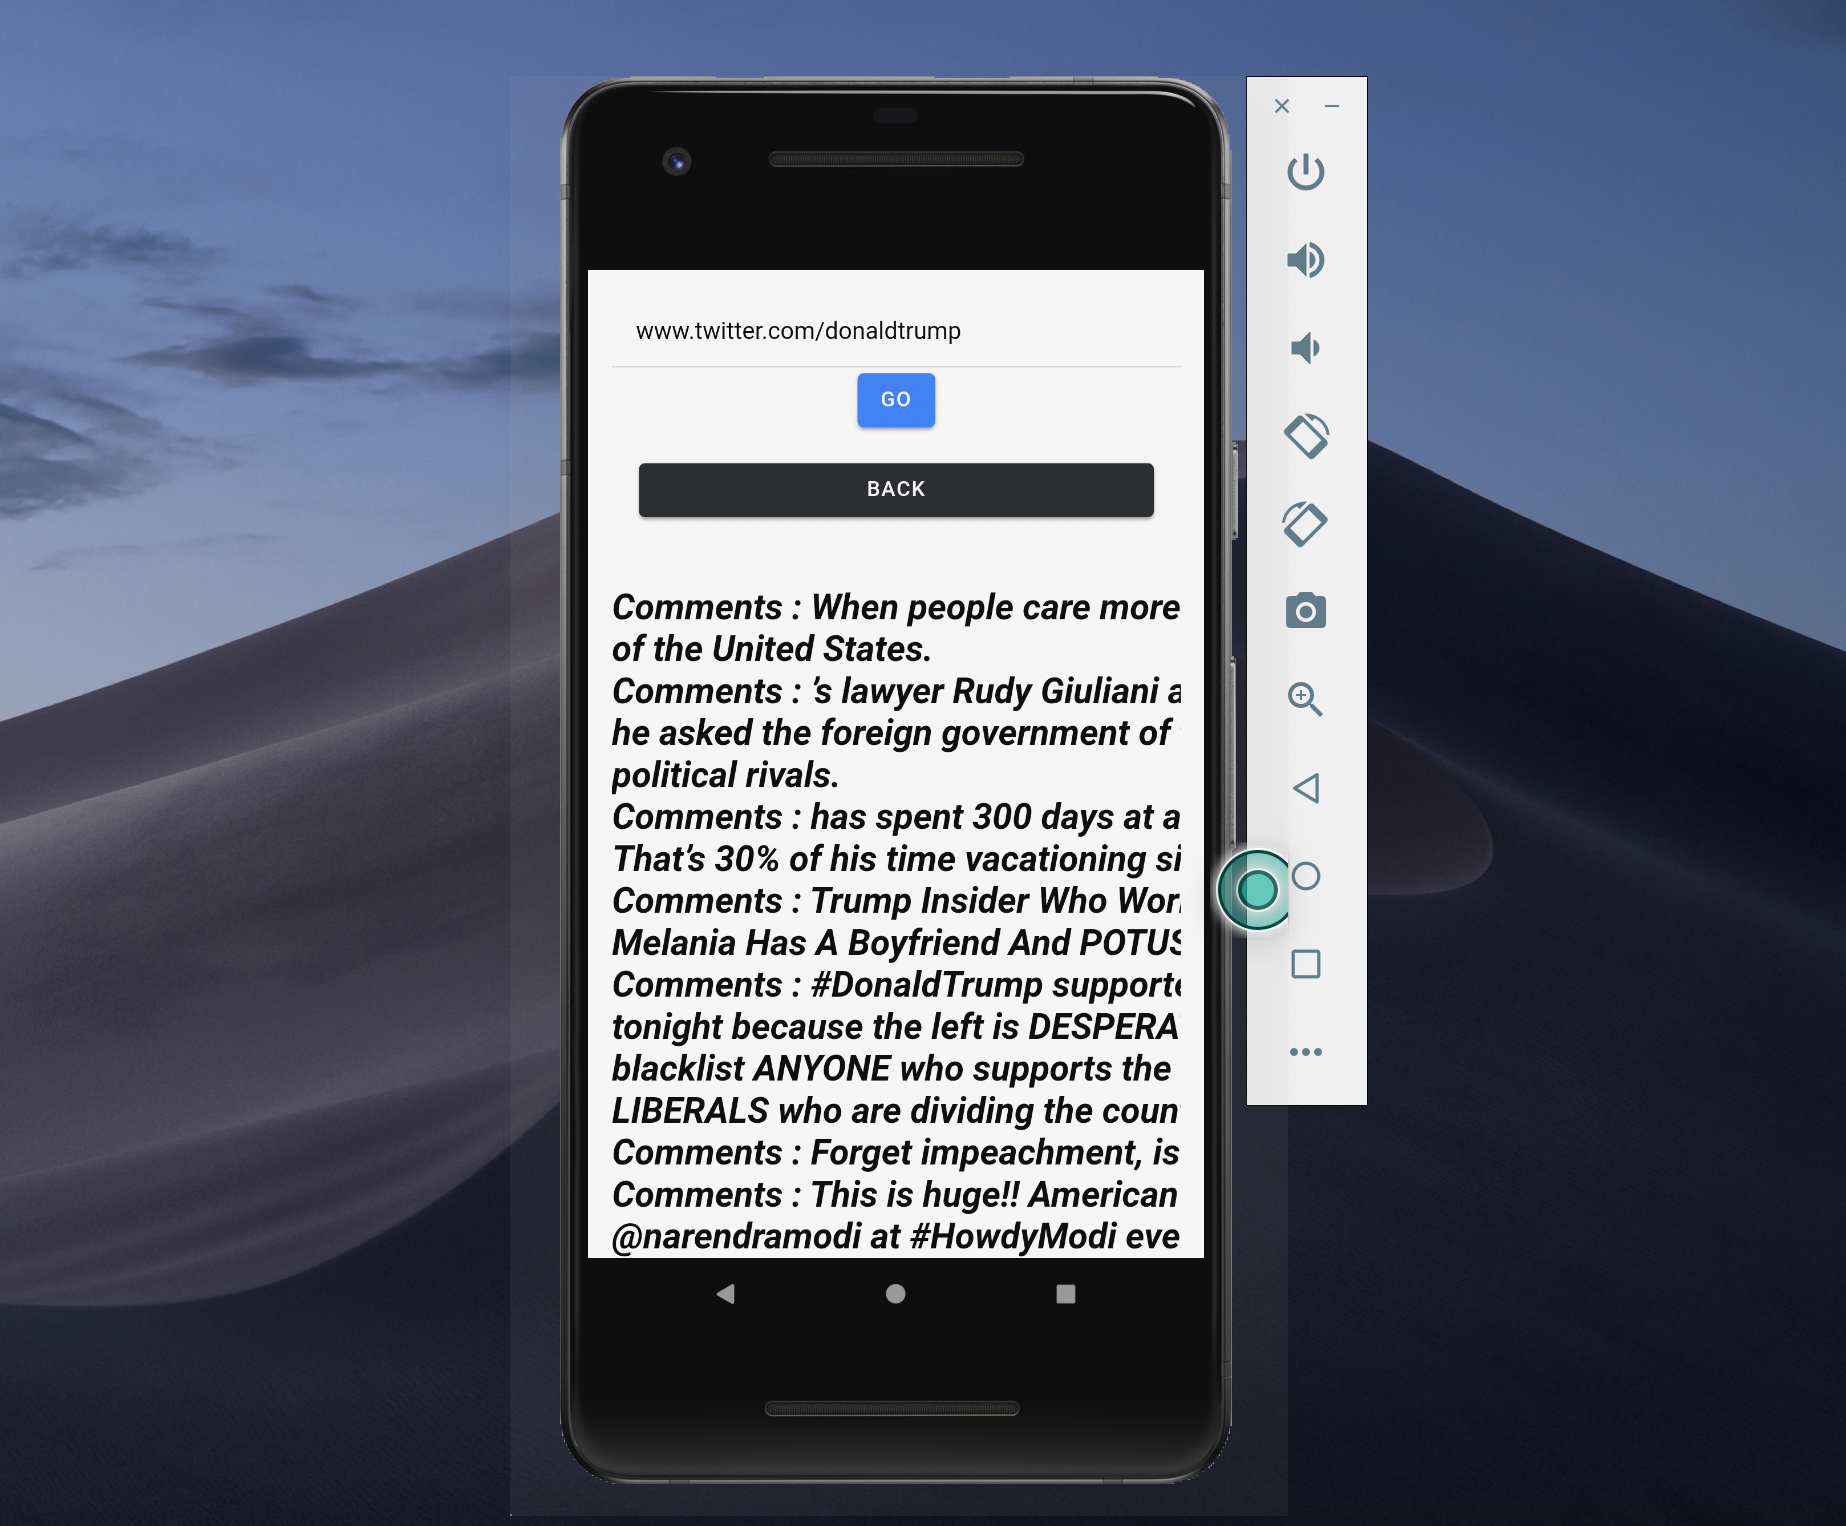 www.twitter.com/donaldtrump
GO
BACK
Comments : When people care more
of the United States.
Comments : ’s lawyer Rudy Giuliani a
he asked the foreign government of
political rivals.
Comments : has spent 300 days at a
That’s 30% of his time vacationing si
Comments : Trump Insider Who Wor
Melania Has A Boyfriend And POTUS
Comments : #DonaldTrump supporte
tonight because the left is DESPERA
blacklist ANYONE who supports the
LIBERALS who are dividing the coun
Comments : Forget impeachment, is
Comments : This is huge!! American
@narendramodi at #HowdyModi eve